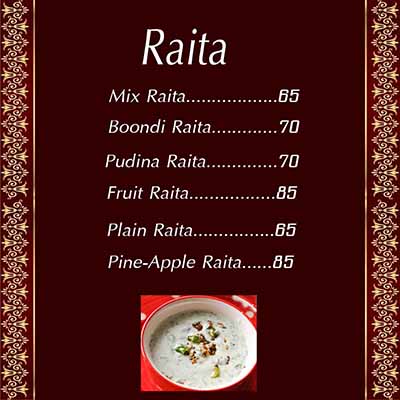 Raita
Mix Raita..................65
Boondi Raita.............70
Pudina Raita..............70
Fruit Raita.................85
Plain Raita................65
Pine-Apple Raita......85